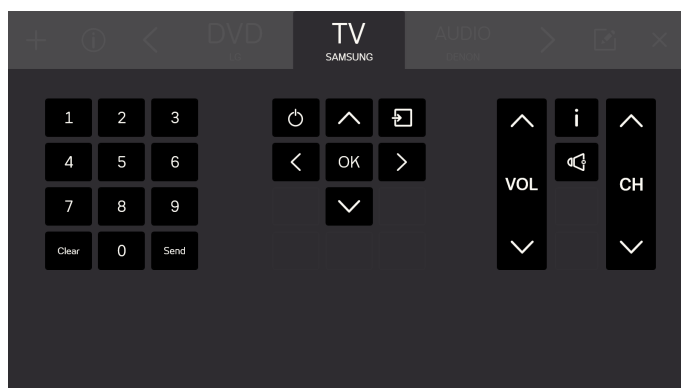 DVD
TV
SAMSUNG
AUDIO
1 2 3
4 5 6
7 8 9
Clear 0 Send
OK
VOL
i
CH